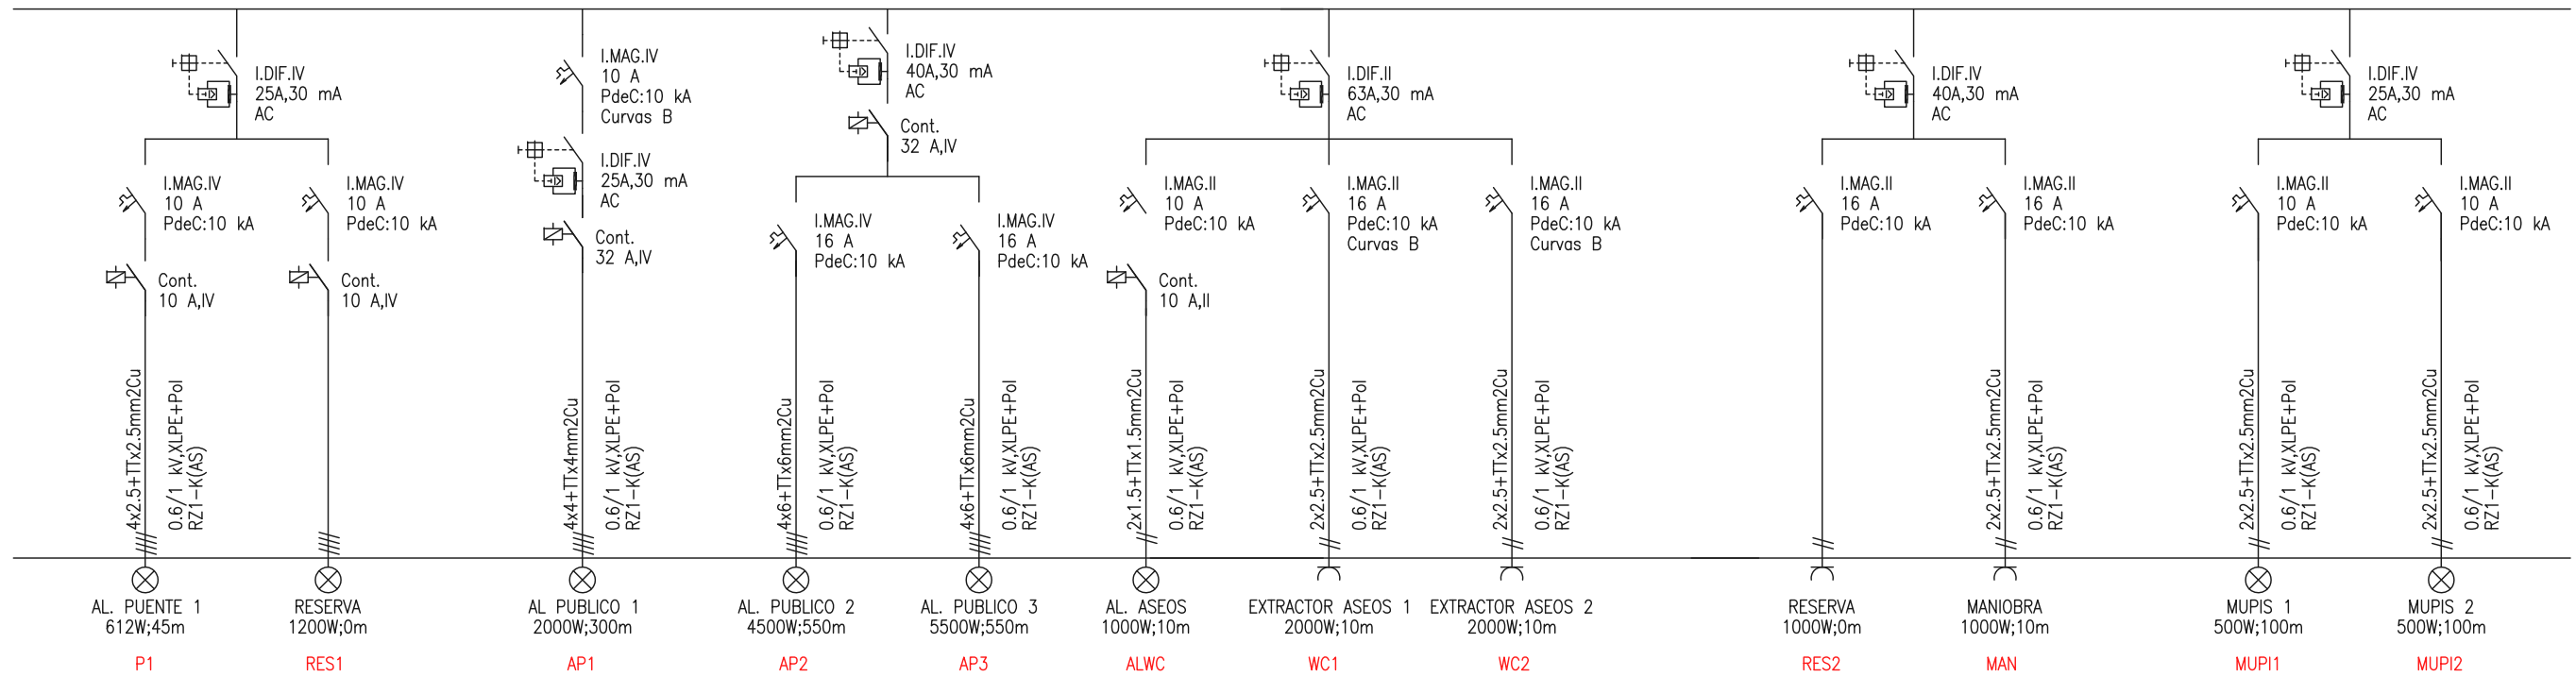 I.DIF.IV
25A,30 mA
AC
I.MAG.IV
10 A
PdeC:10 kA
Cont.
10 A,IV
4x2.5+TTx2.5mm2Cu
0.6/1 kV,XLPE+Pol
RZ1-K(AS)
AL. PUENTE 1
612W;45m
P1
I.MAG.IV
10 A
PdeC:10 kA
Cont.
10 A,IV
RESERVA
1200W;0m
RES1
I.MAG.IV
10 A
PdeC:10 kA
Curvas B
I.DIF.IV
25A,30 mA
AC
Cont.
32 A,IV
4x4+TTx4mm2Cu
0.6/1 kV,XLPE+Pol
RZ1-K(AS)
AL PUBLICO 1
2000W;300m
AP1
I.DIF.IV
40A,30 mA
AC
Cont.
32 A,IV
I.MAG.IV
16 A
PdeC:10 kA
4x6+TTx6mm2Cu
0.6/1 kV,XLPE+Pol
RZ1-K(AS)
AL. PUBLICO 2
4500W;550m
AP2
I.MAG.IV
16 A
PdeC:10 kA
4x6+TTx6mm2Cu
0.6/1 kV,XLPE+Pol
RZ1-K(AS)
AL. PUBLICO 3
5500W;550m
AP3
I.DIF.II
63A,30 mA
AC
I.MAG.II
10 A
PdeC:10 kA
Cont.
10 A,II
2x1.5+TTx1.5mm2Cu
0.6/1 kV,XLPE+Pol
RZ1-K(AS)
AL. ASEOS
1000W;10m
ALWC
I.MAG.II
16 A
PdeC:10 kA
Curvas B
2x2.5+TTx2.5mm2Cu
0.6/1 kV,XLPE+Pol
RZ1-K(AS)
EXTRACTOR ASEOS 1
2000W;10m
WC1
I.MAG.II
16 A
PdeC:10 kA
Curvas B
2x2.5+TTx2.5mm2Cu
0.6/1 kV,XLPE+Pol
RZ1-K(AS)
EXTRACTOR ASEOS 2
2000W;10m
WC2
I.DIF.IV
40A,30 mA
AC
I.MAG.II
16 A
PdeC:10 kA
RESERVA
1000W;0m
RES2
I.MAG.II
16 A
PdeC:10 kA
2x2.5+TTx2.5mm2Cu
0.6/1 kV,XLPE+Pol
RZ1-K(AS)
MANIOBRA
1000W;10m
MAN
I.DIF.IV
25A,30 mA
AC
I.MAG.II
10 A
PdeC:10 kA
2x2.5+TTx2.5mm2Cu
0.6/1 kV,XLPE+Pol
RZ1-K(AS)
MUPIS 1
500W;100m
MUPI1
I.MAG.II
10 A
PdeC:10 kA
2x2.5+TTx2.5mm2Cu
0.6/1 kV,XLPE+Pol
RZ1-K(AS)
MUPIS 2
500W;100m
MUPI2